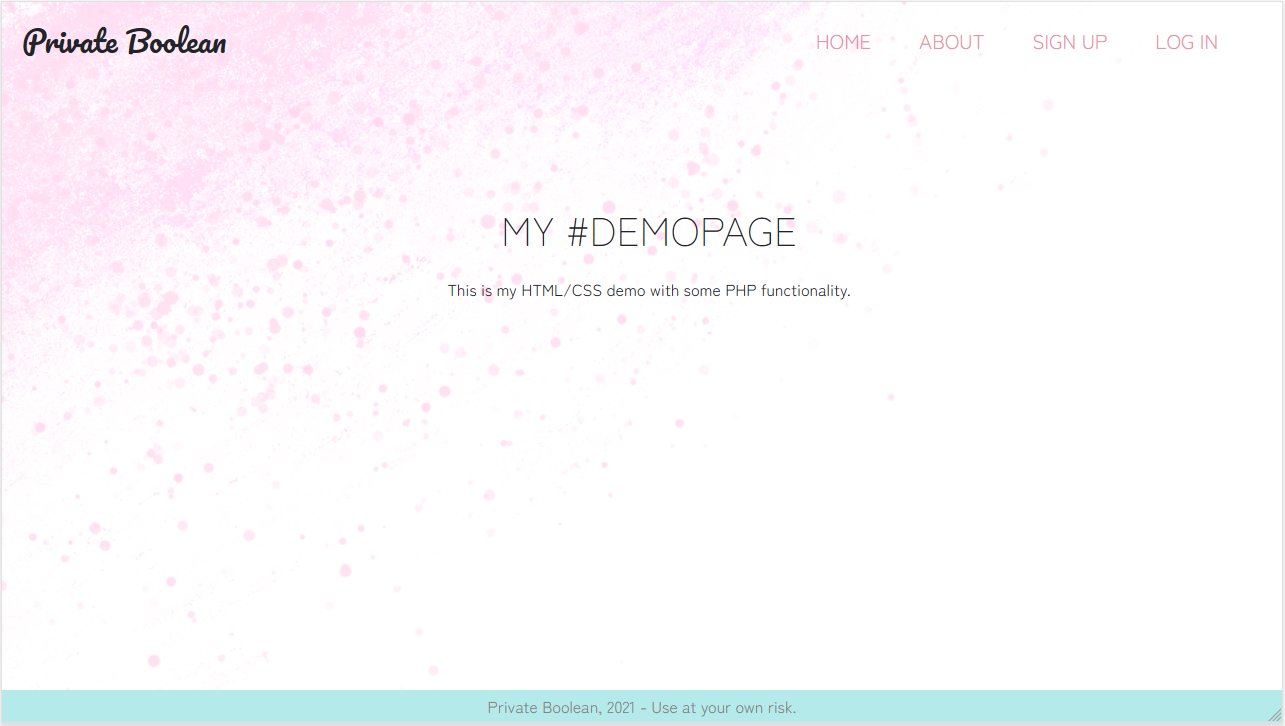 Private Boolean
HOME ABOUT SIGN UP LOG IN
MY #DEMOPAGE
This is my HTML/CSS demo with some PHP functionality.
Private Boolean, 2021 - Use at your own risk.